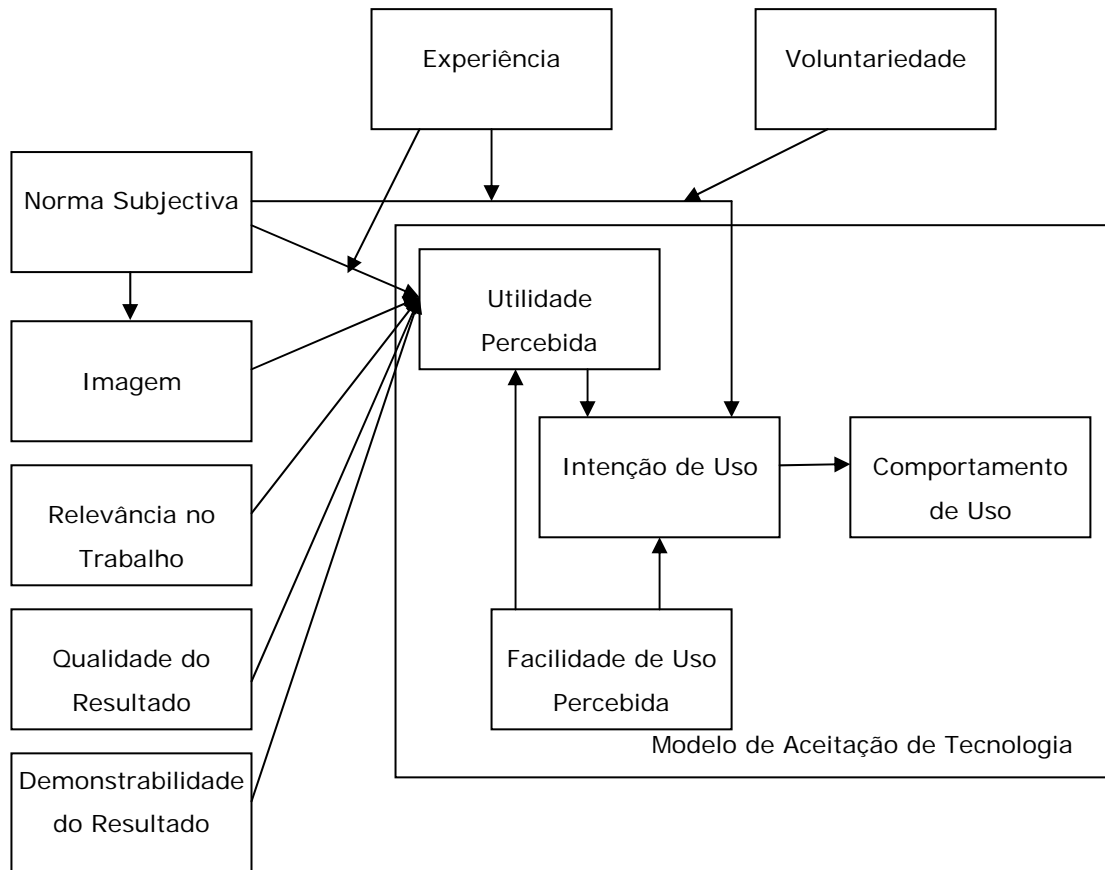 Experiência
Voluntariedade
Norma Subjectiva
Utilidade
Percebida
Imagem
Intenção de Uso
Comportamento
de Uso
Relevância no
Trabalho
Qualidade do
Resultado
Facilidade de Uso
Percebida
Modelo de Aceitação de Tecnologia
Demonstrabilidade
do Resultado